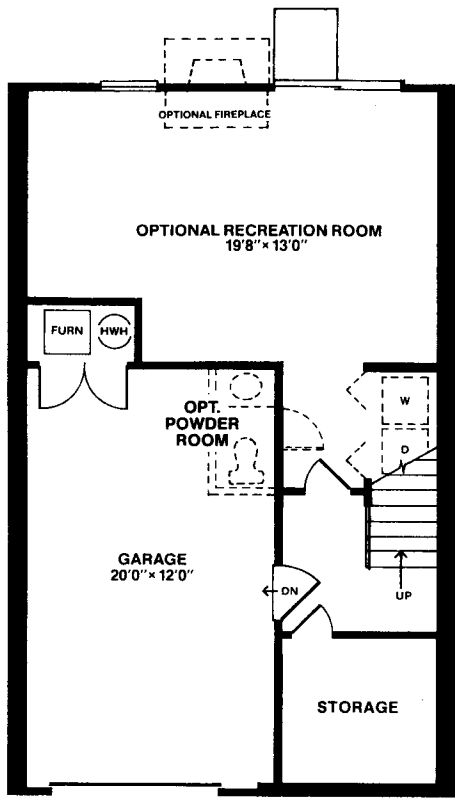 OPTIONAL FIREPLACE
OPTIONAL RECREATION ROOM
19'8" × 13'0"
FURN
HWH
OPT.
POWDER
ROOM
W
D
GARAGE
20'0" × 12'0"
DN
UP
STORAGE